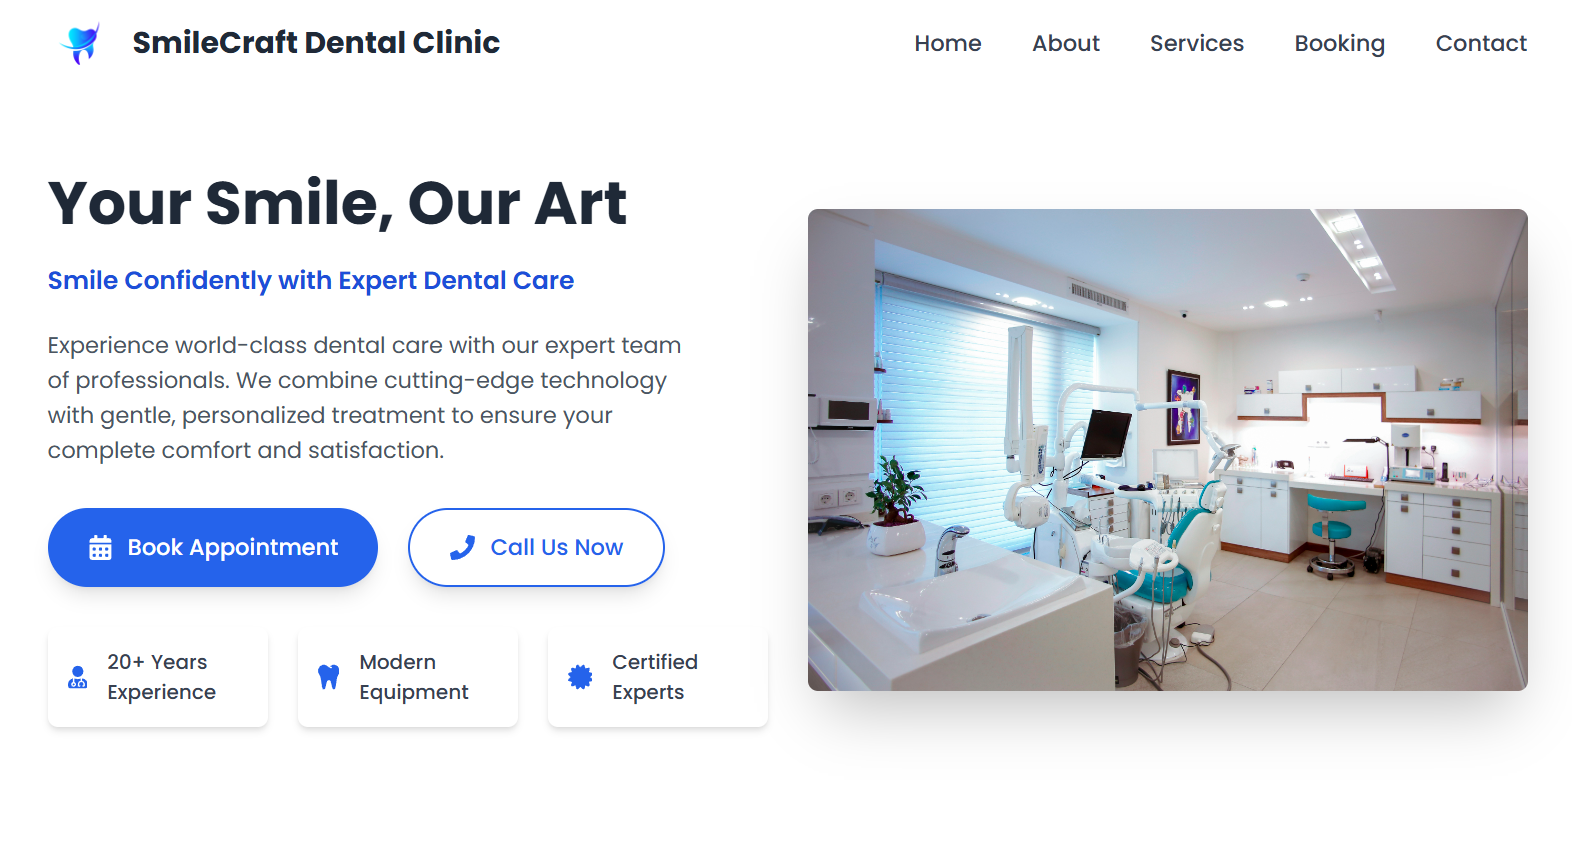 SmileCraft Dental Clinic
Home About Services Booking Contact
Your Smile, Our Art
Smile Confidently with Expert Dental Care
Experience world-class dental care with our expert team
of professionals. We combine cutting-edge technology
with gentle, personalized treatment to ensure your
complete comfort and satisfaction.
Book Appointment
Call Us Now
20+ Years
Experience
Modern
Equipment
Certified
Experts